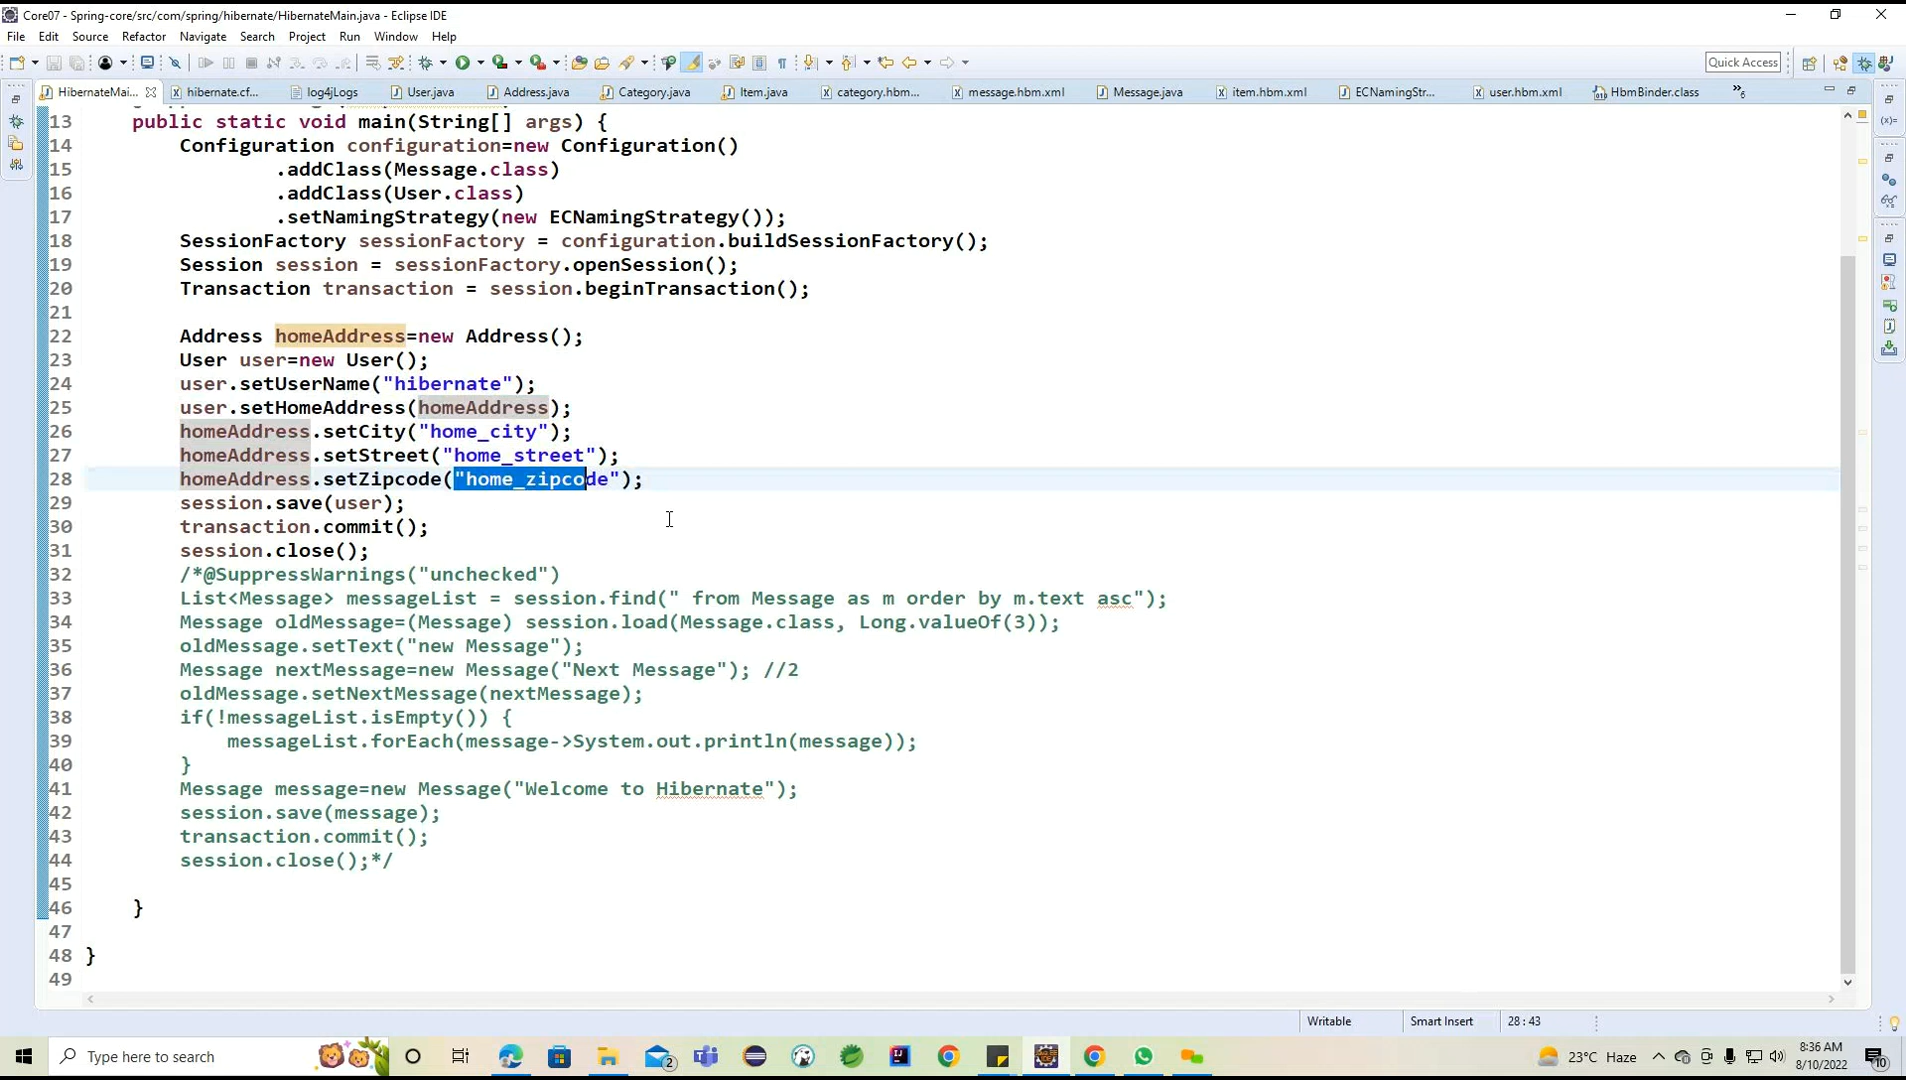 Core07 - Spring-core/src/com/spring/hibernate/HibernateMain.java - Eclipse IDE
File Edit Source Refactor Navigate Search Project Run Window Help
Quick Access
HibernateMai... hibernate.cf... log4jLogs User.java Address.java Category.java Item.java category.hbm... message.hbm.xml Message.java item.hbm.xml ECNamingStr... user.hbm.xml HbmBinder.class »6
13 public static void main(String[] args) {
14 Configuration configuration=new Configuration()
15 .addClass(Message.class)
16 .addClass(User.class)
17 .setNamingStrategy(new ECNamingStrategy());
18 SessionFactory sessionFactory = configuration.buildSessionFactory();
19 Session session = sessionFactory.openSession();
20 Transaction transaction = session.beginTransaction();
21
22 Address homeAddress=new Address();
23 User user=new User();
24 user.setUserName("hibernate");
25 user.setHomeAddress(homeAddress);
26 homeAddress.setCity("home_city");
27 homeAddress.setStreet("home_street");
28 homeAddress.setZipcode("home_zipcode");
29 session.save(user);
30 transaction.commit();
31 session.close();
32 /*@SuppressWarnings("unchecked")
33 List<Message> messageList = session.find(" from Message as m order by m.text asc");
34 Message oldMessage=(Message) session.load(Message.class, Long.valueOf(3));
35 oldMessage.setText("new Message");
36 Message nextMessage=new Message("Next Message"); //2
37 oldMessage.setNextMessage(nextMessage);
38 if(!messageList.isEmpty()) {
39 messageList.forEach(message->System.out.println(message));
40 }
41 Message message=new Message("Welcome to Hibernate");
42 session.save(message);
43 transaction.commit();
44 session.close();*/
45
46 }
47
48 }
49
Writable Smart Insert 28 : 43
Type here to search 2 23°C Haze 8:36 AM
8/10/2022 10